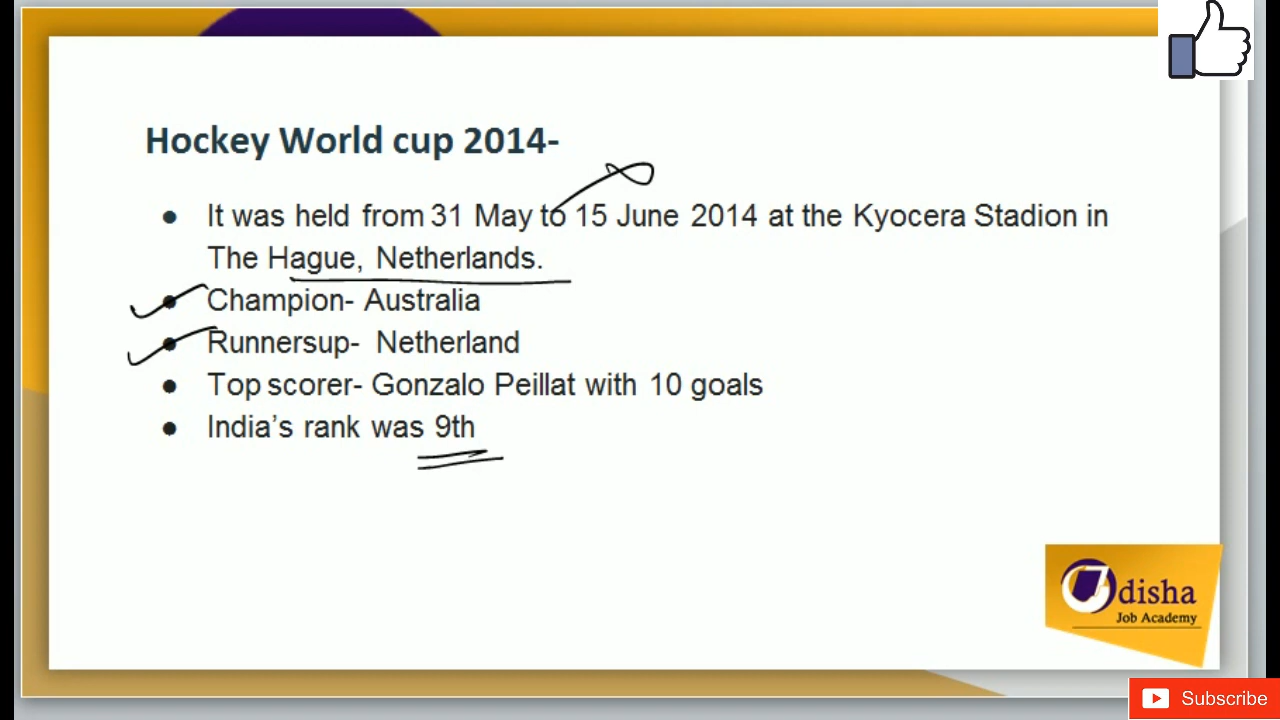 Hockey World cup 2014-
● It was held from 31 May to 15 June 2014 at the Kyocera Stadion in
The Hague, Netherlands.
● Champion- Australia
● Runnersup- Netherland
● Top scorer- Gonzalo Peillat with 10 goals
● India's rank was 9th
Odisha
Job Academy
Subscribe